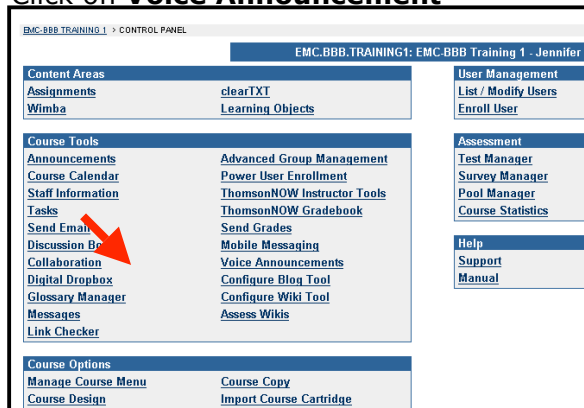 Click on Voice Announcement
EMC-BBB TRAINING 1 > CONTROL PANEL
EMC.BBB.TRAINING1: EMC-BBB Training 1 - Jennifer
Content Areas
Assignments clearTXT
Wimba Learning Objects
User Management
List / Modify Users
Enroll User
Course Tools
Announcements Advanced Group Management
Course Calendar Power User Enrollment
Staff Information ThomsonNOW Instructor Tools
Tasks ThomsonNOW Gradebook
Send Email Send Grades
Discussion Bo Mobile Messaging
Collaboration Voice Announcements
Digital Dropbox Configure Blog Tool
Glossary Manager Configure Wiki Tool
Messages Assess Wikis
Link Checker
Assessment
Test Manager
Survey Manager
Pool Manager
Course Statistics
Help
Support
Manual
Course Options
Manage Course Menu Course Copy
Course Design Import Course Cartridge